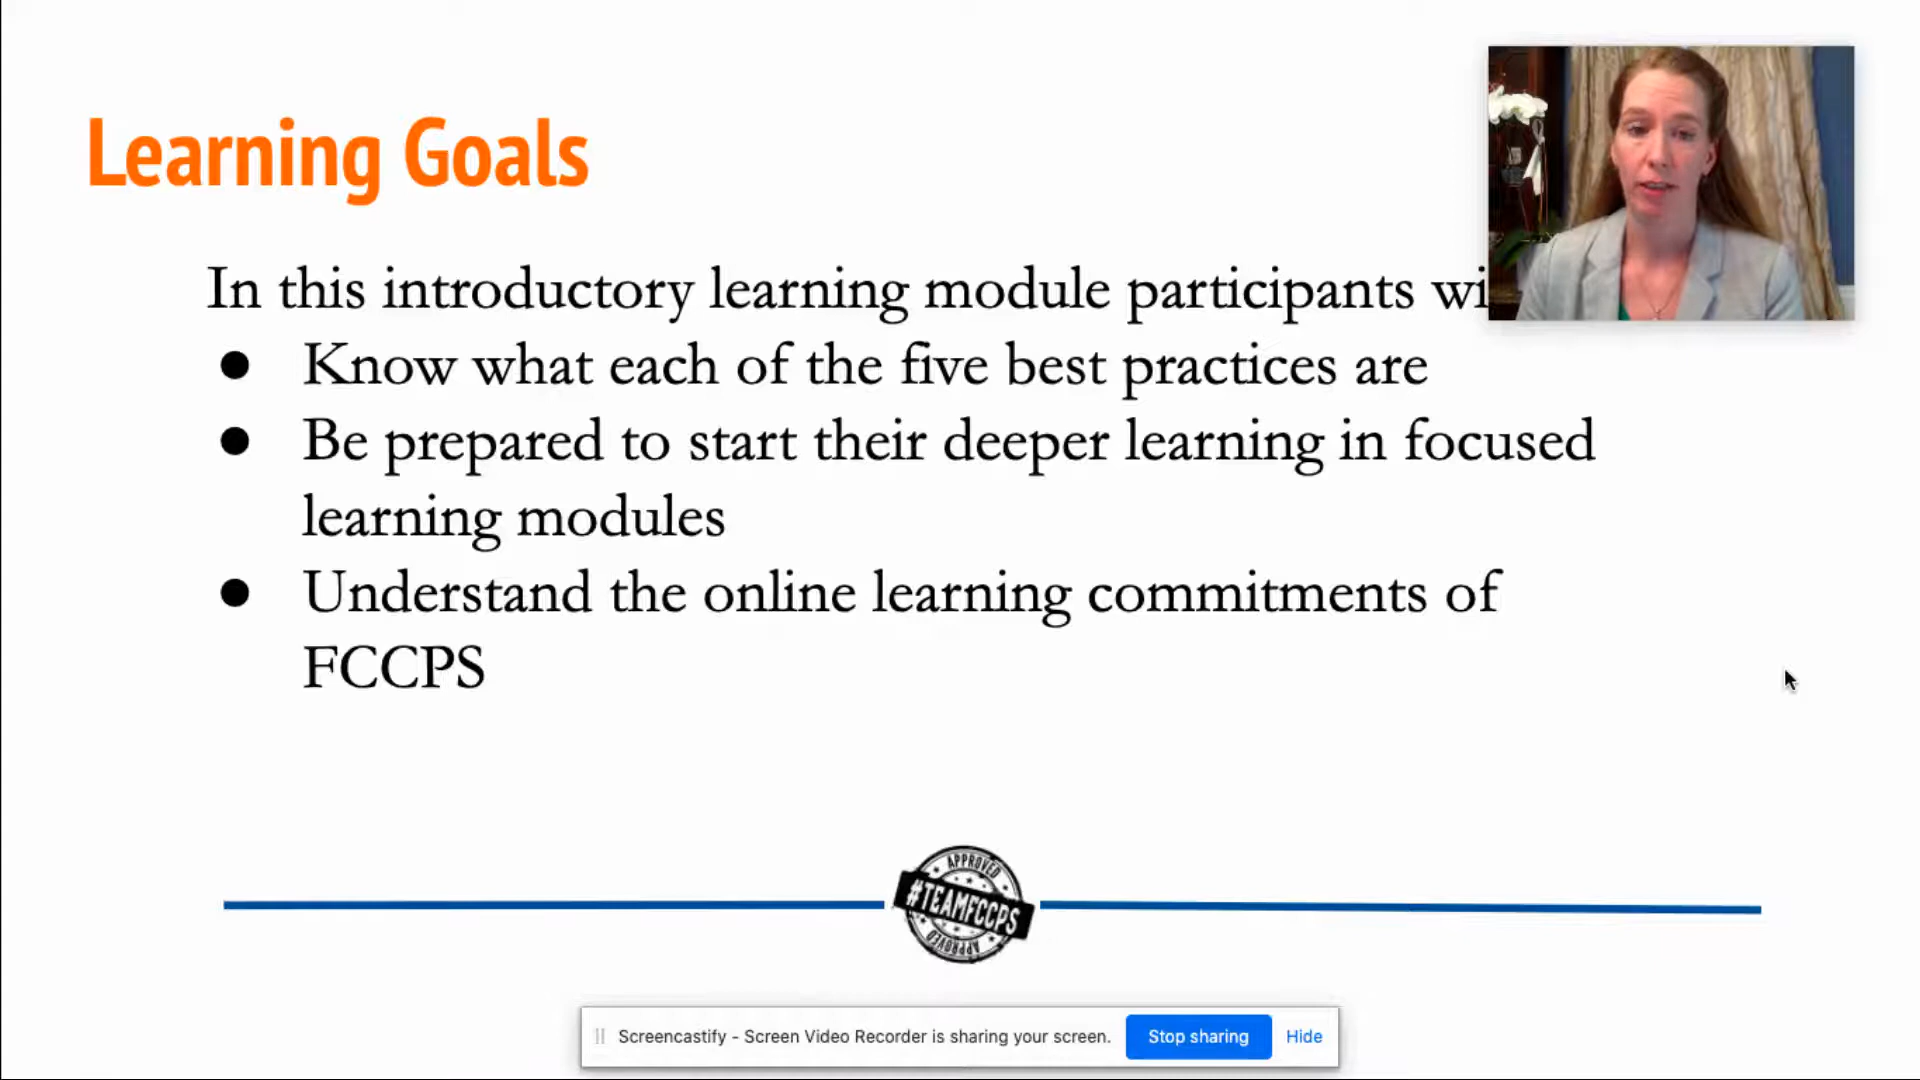 Learning Goals
In this introductory learning module participants wi
● Know what each of the five best practices are
● Be prepared to start their deeper learning in focused
learning modules
● Understand the online learning commitments of
FCCPS
APPROVED
#TEAMFCCPS
APPROVED
Screencastify - Screen Video Recorder is sharing your screen.
Stop sharing
Hide